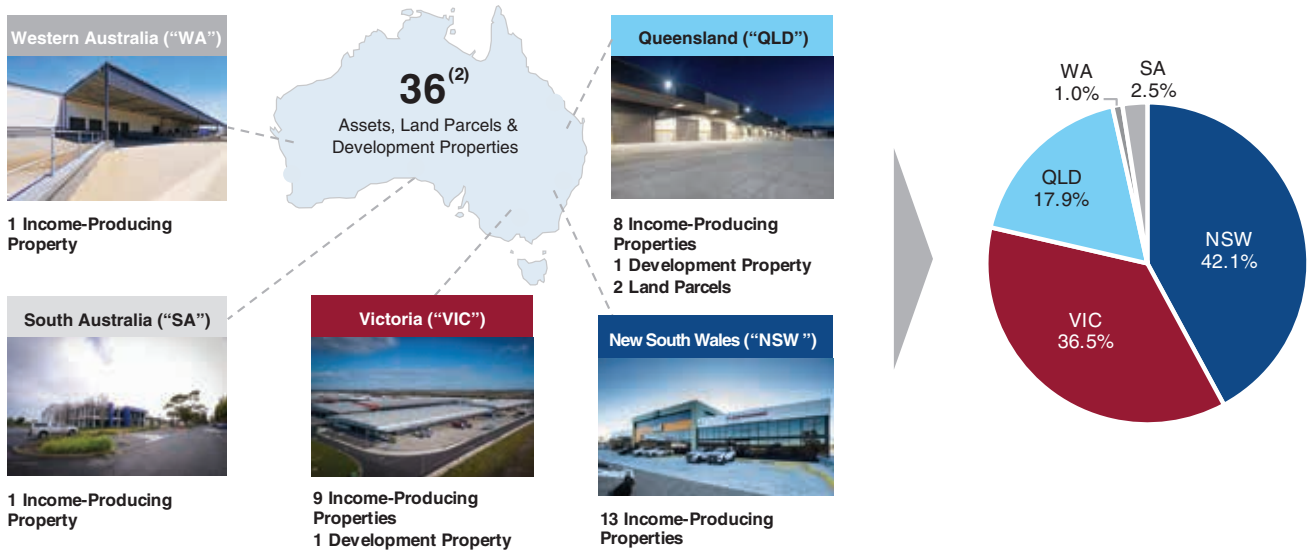 Western Australia (“WA”)
1 Income-Producing
Property
36(2)
Assets, Land Parcels &
Development Properties
Queensland (“QLD”)
8 Income-Producing
Properties
1 Development Property
2 Land Parcels
South Australia (“SA”)
1 Income-Producing
Property
Victoria (“VIC”)
9 Income-Producing
Properties
1 Development Property
New South Wales (“NSW ”)
13 Income-Producing
Properties
WA
1.0%
SA
2.5%
QLD
17.9%
NSW
42.1%
VIC
36.5%